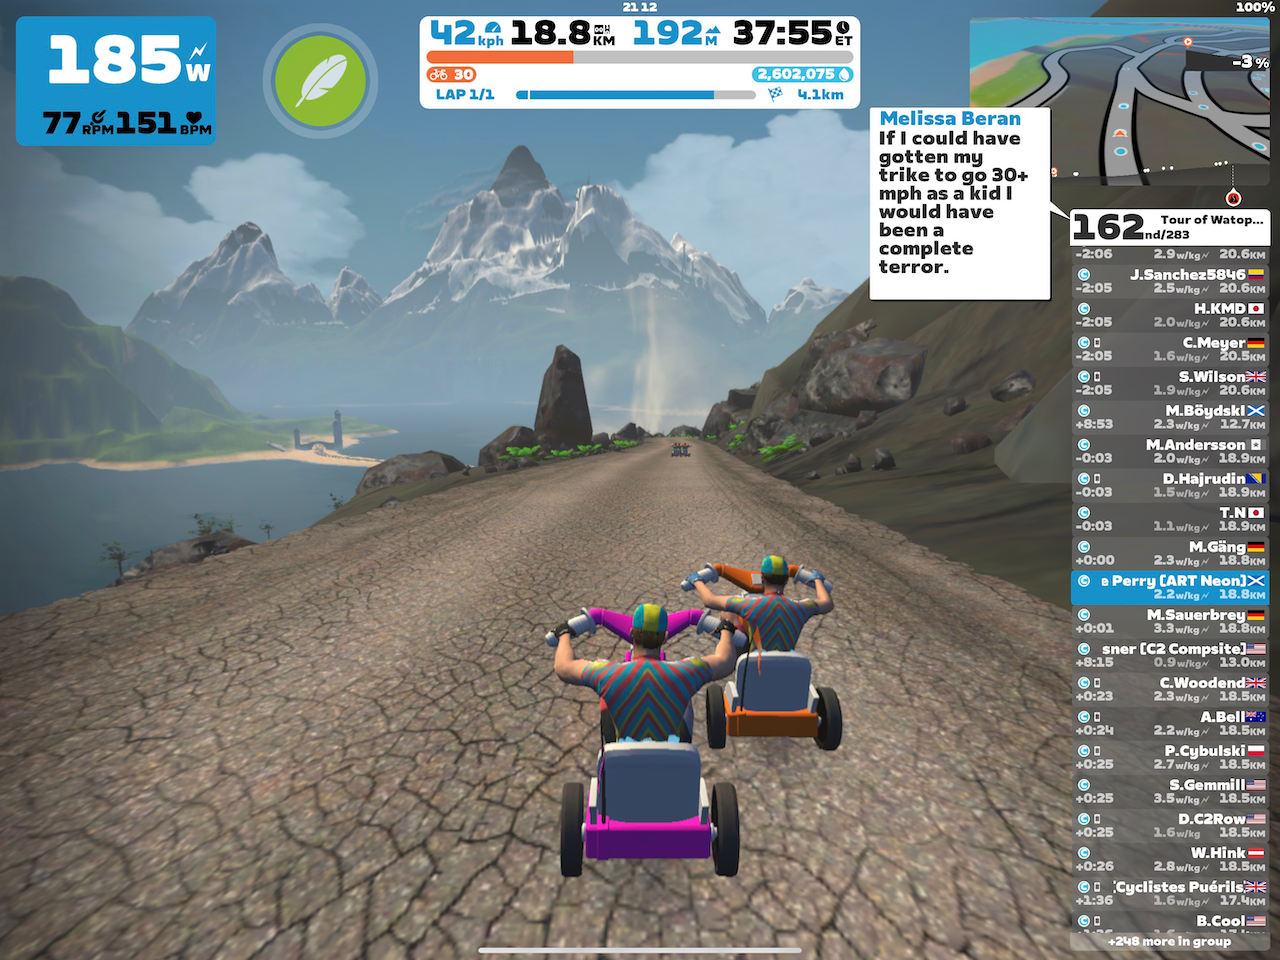 21 12
100%
185w
77RPM 151BPM
42kph 18.8KM 192M 37:55ET
30
2,602,075
LAP 1/1
4.1km
-3%
Melissa Beran
If I could have
gotten my
trike to go 30+
mph as a kid I
would have
been a
complete
terror.
162nd/283
Tour of Watop...
-2:06 2.9w/kg 20.6KM
J.Sanchez5846
-2:05 2.5w/kg 20.6KM
H.KMD
-2:05 2.0w/kg 20.6KM
C.Meyer
-2:05 1.6w/kg 20.5KM
S.Wilson
-2:05 1.9w/kg 20.6KM
M.Böydskl
+8:53 2.3w/kg 12.7KM
M.Andersson
-0:03 2.0w/kg 18.9KM
D.Hajrudin
-0:03 1.5w/kg 18.9KM
T.N
-0:03 1.1w/kg 18.9KM
M.Gäng
+0:00 2.3w/kg 18.8KM
e Perry [ART Neon]
2.2w/kg 18.8KM
M.Sauerbrey
+0:01 3.3w/kg 18.8KM
sner [C2 Compsite]
+8:15 0.9w/kg 13.0KM
C.Woodend
+0:23 2.3w/kg 18.5KM
A.Bell
+0:24 2.2w/kg 18.5KM
P.Cybulski
+0:25 2.7w/kg 18.5KM
S.Gemmill
+0:25 3.5w/kg 18.5KM
D.C2Row
+0:25 1.6w/kg 18.5KM
W.Hink
+0:26 2.8w/kg 18.5KM
Cyclistes Puérils
+1:36 1.6w/kg 17.4KM
B.Cool
+248 more in group